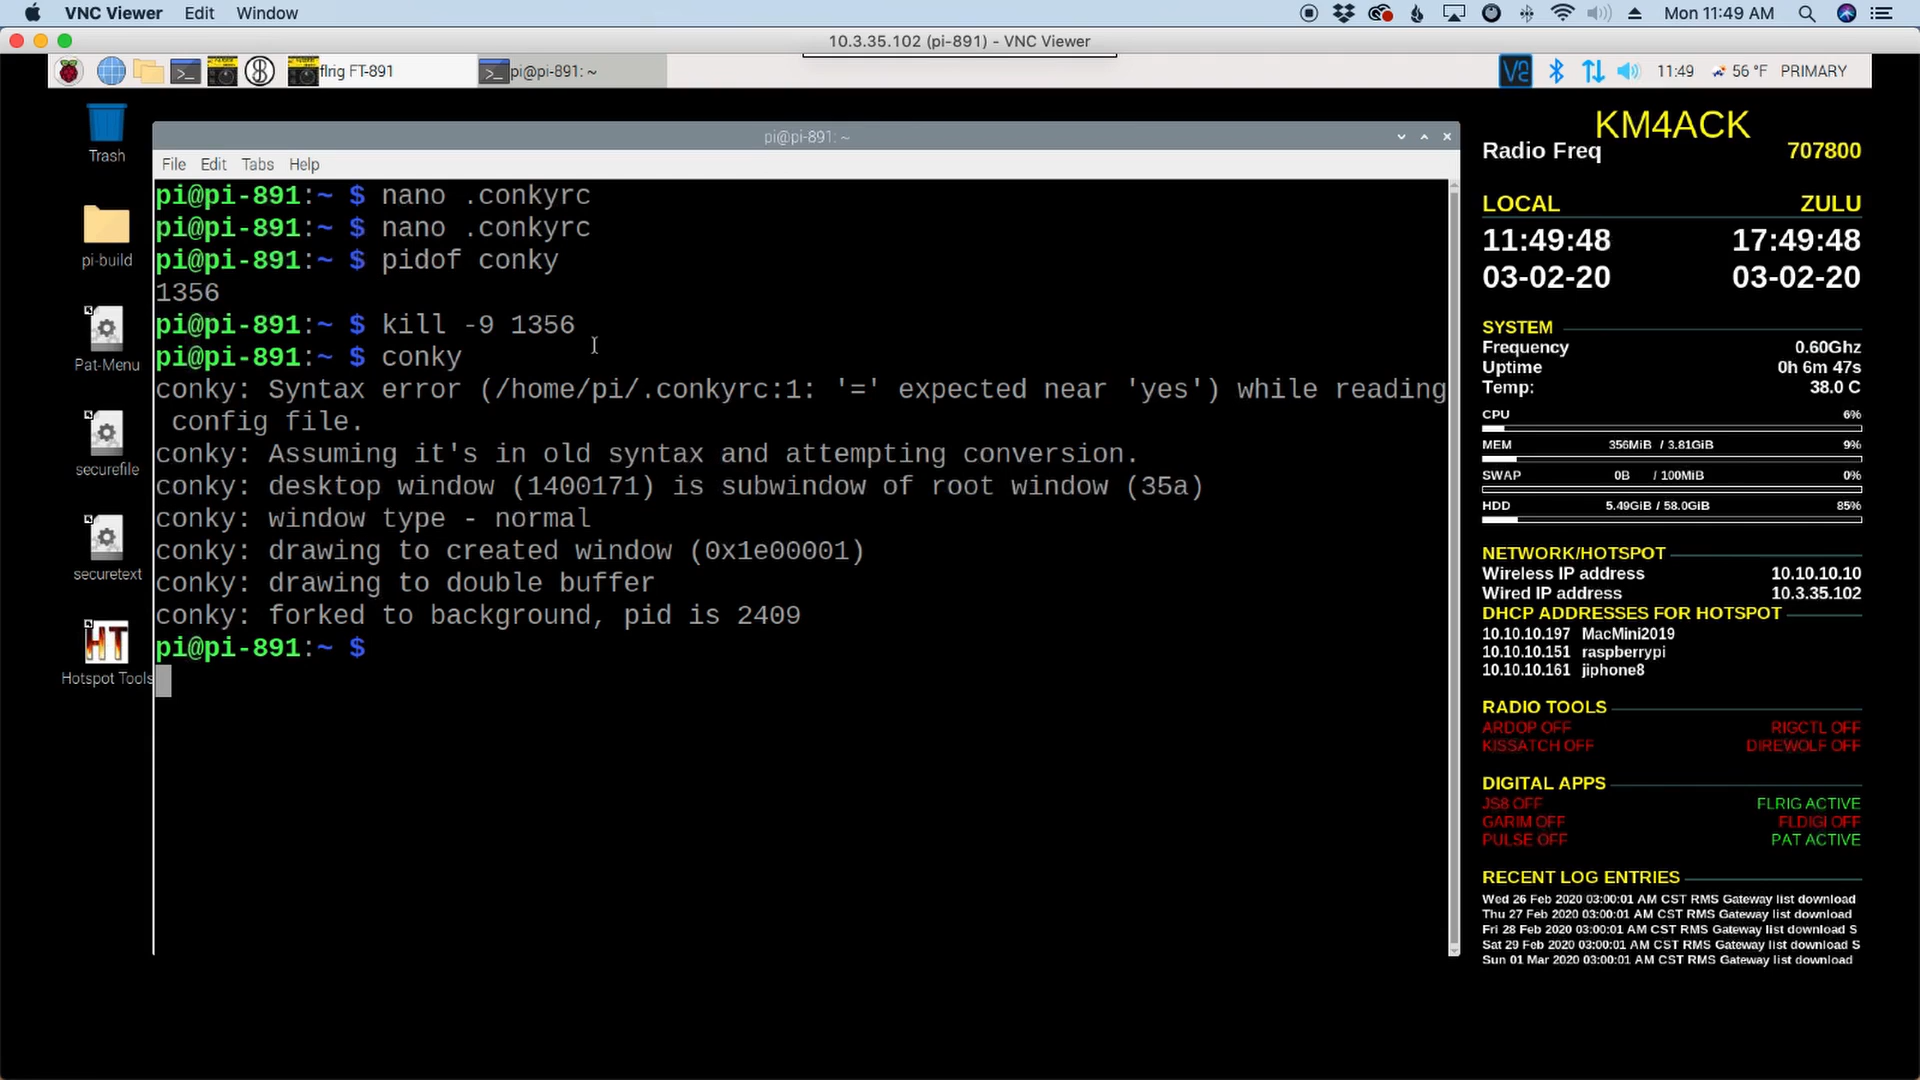 VNC Viewer Edit Window Mon 11:49 AM
10.3.35.102 (pi-891) - VNC Viewer
flrig FT-891 pi@pi-891: ~ 11:49 56 °F PRIMARY
Trash
pi-build
Pat-Menu
securefile
securetext
HT
Hotspot Tools
pi@pi-891: ~
File Edit Tabs Help
pi@pi-891:~ $ nano .conkyrc
pi@pi-891:~ $ nano .conkyrc
pi@pi-891:~ $ pidof conky
1356
pi@pi-891:~ $ kill -9 1356
pi@pi-891:~ $ conky
conky: Syntax error (/home/pi/.conkyrc:1: '=' expected near 'yes') while reading
config file.
conky: Assuming it's in old syntax and attempting conversion.
conky: desktop window (1400171) is subwindow of root window (35a)
conky: window type - normal
conky: drawing to created window (0x1e00001)
conky: drawing to double buffer
conky: forked to background, pid is 2409
pi@pi-891:~ $
KM4ACK
Radio Freq 707800
LOCAL ZULU
11:49:48 17:49:48
03-02-20 03-02-20
SYSTEM
Frequency 0.60Ghz
Uptime 0h 6m 47s
Temp: 38.0 C
CPU 6%
MEM 356MiB / 3.81GiB 9%
SWAP 0B / 100MiB 0%
HDD 5.49GiB / 58.0GiB 85%
NETWORK/HOTSPOT
Wireless IP address 10.10.10.10
Wired IP address 10.3.35.102
DHCP ADDRESSES FOR HOTSPOT
10.10.10.197 MacMini2019
10.10.10.151 raspberrypi
10.10.10.161 jiphone8
RADIO TOOLS
ARDOP OFF RIGCTL OFF
KISSATCH OFF DIREWOLF OFF
DIGITAL APPS
JS8 OFF FLRIG ACTIVE
GARIM OFF FLDIGI OFF
PULSE OFF PAT ACTIVE
RECENT LOG ENTRIES
Wed 26 Feb 2020 03:00:01 AM CST RMS Gateway list download
Thu 27 Feb 2020 03:00:01 AM CST RMS Gateway list download
Fri 28 Feb 2020 03:00:01 AM CST RMS Gateway list download S
Sat 29 Feb 2020 03:00:01 AM CST RMS Gateway list download S
Sun 01 Mar 2020 03:00:01 AM CST RMS Gateway list download